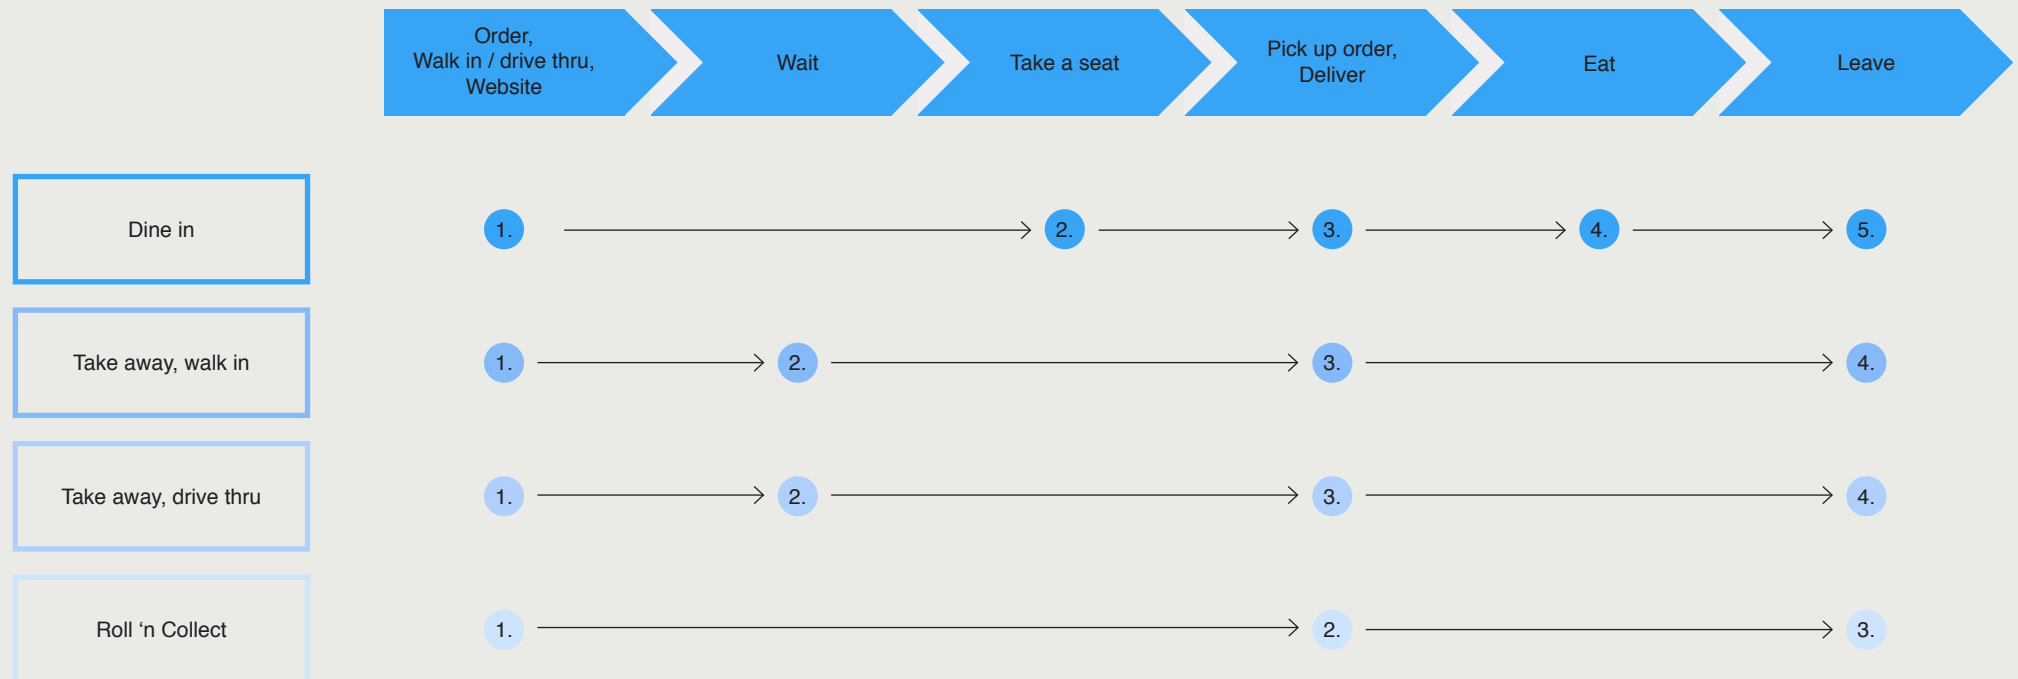 Order,
Walk in / drive thru,
Website
Wait
Take a seat
Pick up order,
Deliver
Eat
Leave
Dine in
1.
2.
3.
4.
5.
Take away, walk in
1.
2.
3.
4.
Take away, drive thru
1.
2.
3.
4.
Roll ‘n Collect
1.
2.
3.